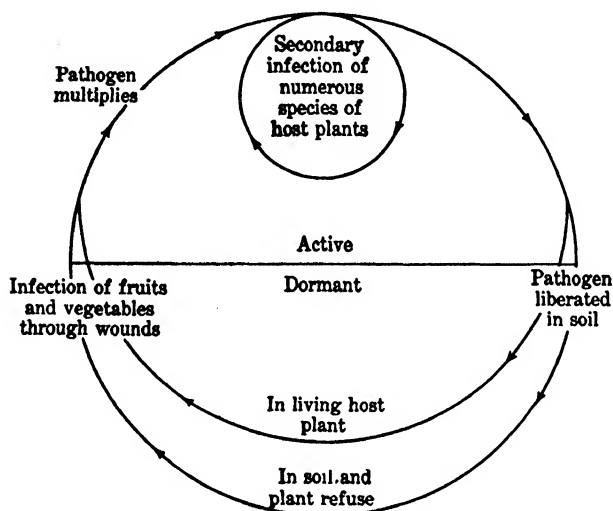 Secondary
infection of
numerous
species of
host plants
Pathogen
multiplies
Active
Dormant
Infection of fruits
and vegetables
through wounds
Pathogen
liberated
in soil
In living host
plant
In soil.and
plant refuse